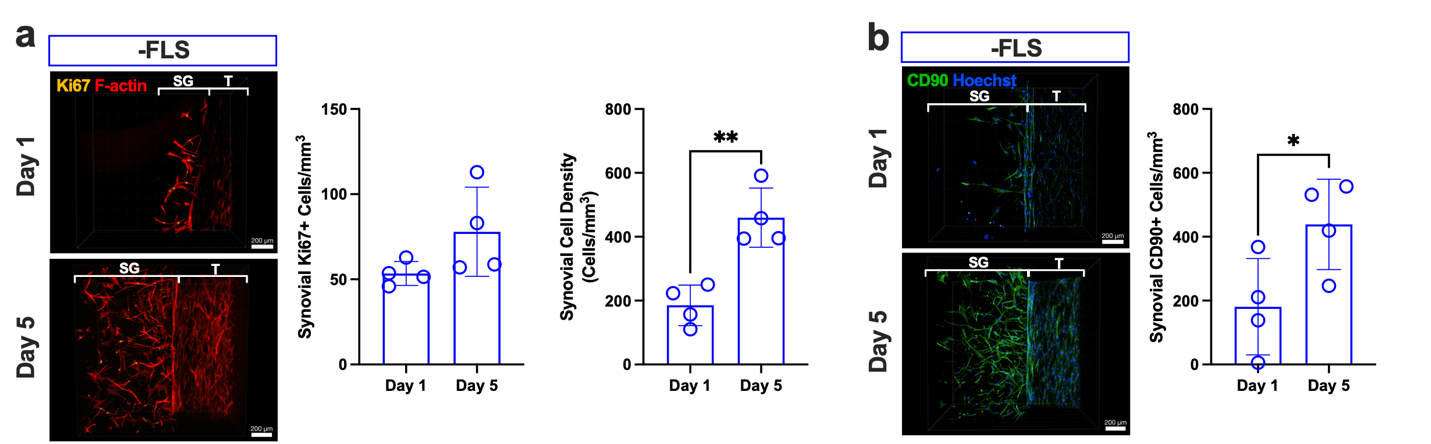 a
-FLS
Ki67 F-actin
SG T
Day 1
200 µm
SG T
Day 5
200 µm
Synovial Ki67+ Cells/mm3
150
100
50
0
Day 1 Day 5
Synovial Cell Density
(Cells/mm3)
800
600
400
200
0
**
Day 1 Day 5
b
-FLS
CD90 Hoechst
SG T
Day 1
200 µm
SG T
Day 5
200 µm
Synovial CD90+ Cells/mm3
800
600
400
200
0
*
Day 1 Day 5